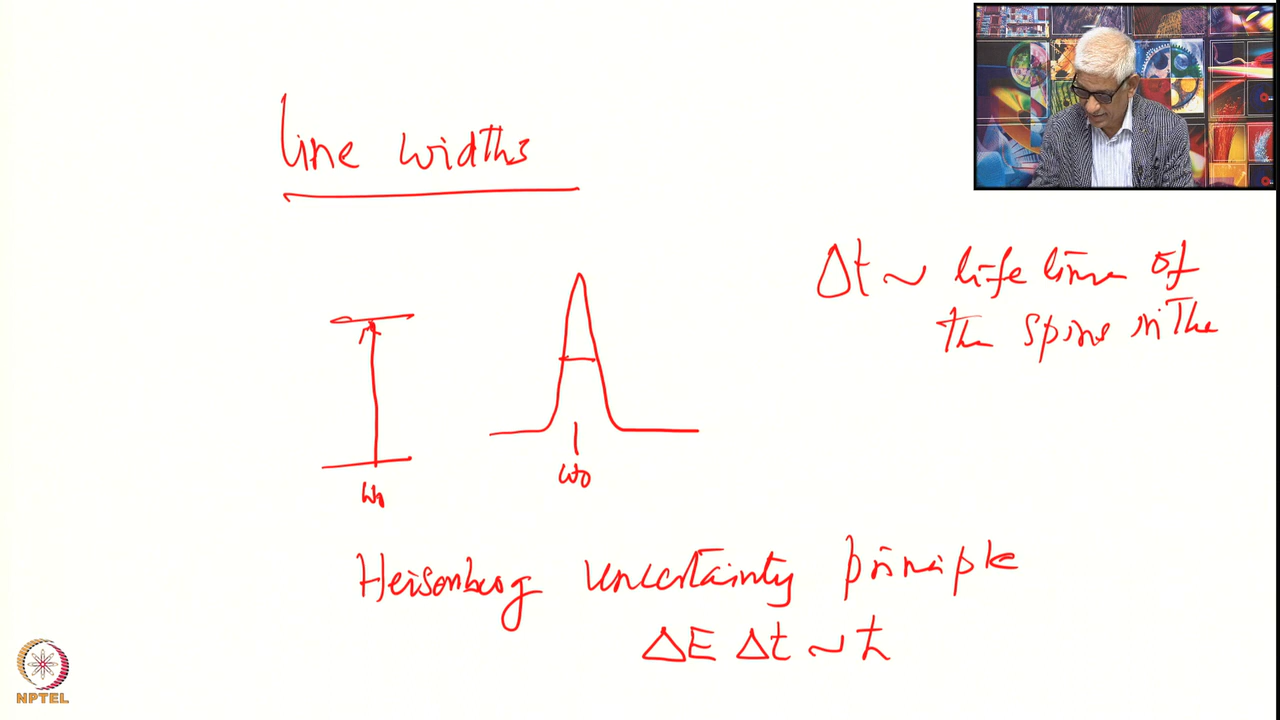 Line widths
Δt ~ life time of
the spins in the
ω₀
ω₀
Heisenberg uncertainty principle
ΔE Δt ~ ħ
NPTEL